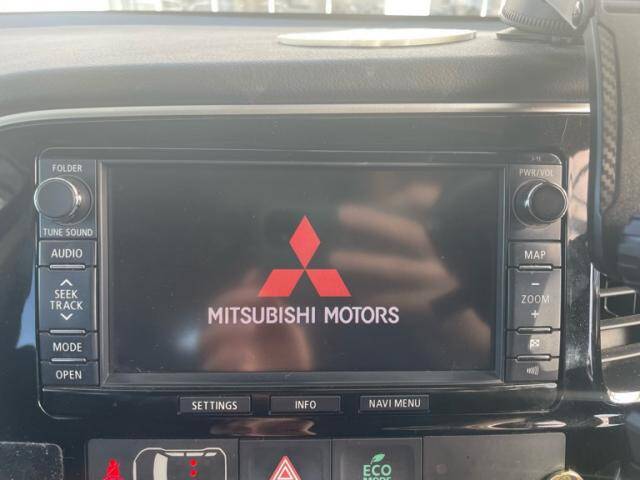 FOLDER
PWR/VOL
TUNE SOUND
AUDIO
MAP
SEEK
TRACK
ZOOM
MODE
OPEN
MITSUBISHI MOTORS
SETTINGS
INFO
NAVI MENU
ECO
MODE